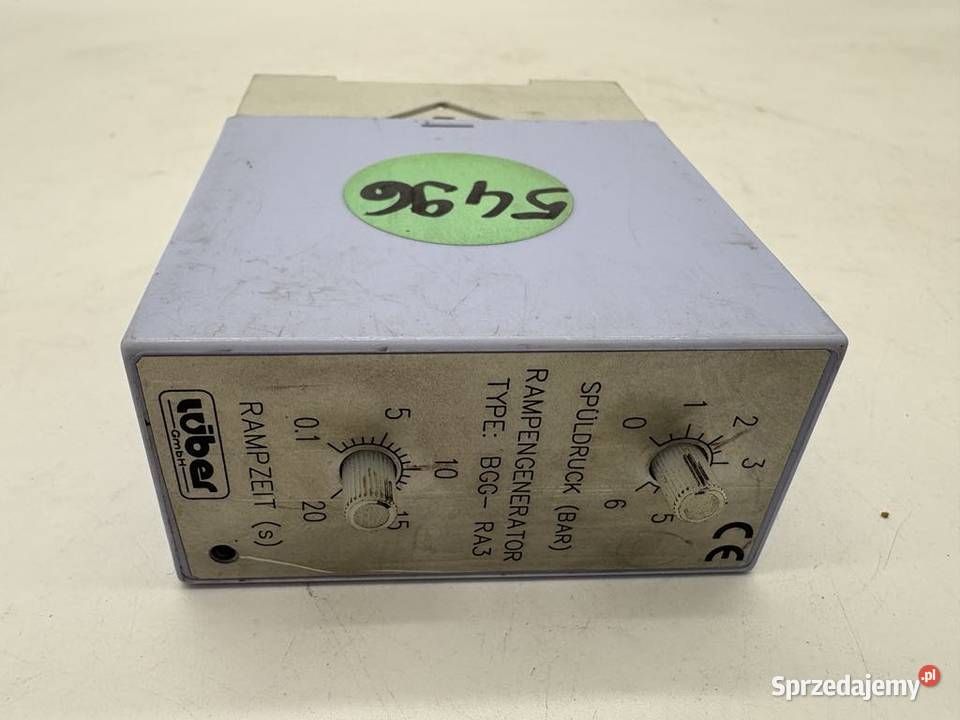 5496
CE
0 1 2 3 5 6
SPÜLDRUCK (BAR)
RAMPENGENERATOR
TYPE: BGG-RA3
0.1 5 10 15 20
RAMPZEIT (s)
lüber
GmbH
Sprzedajemy.pl